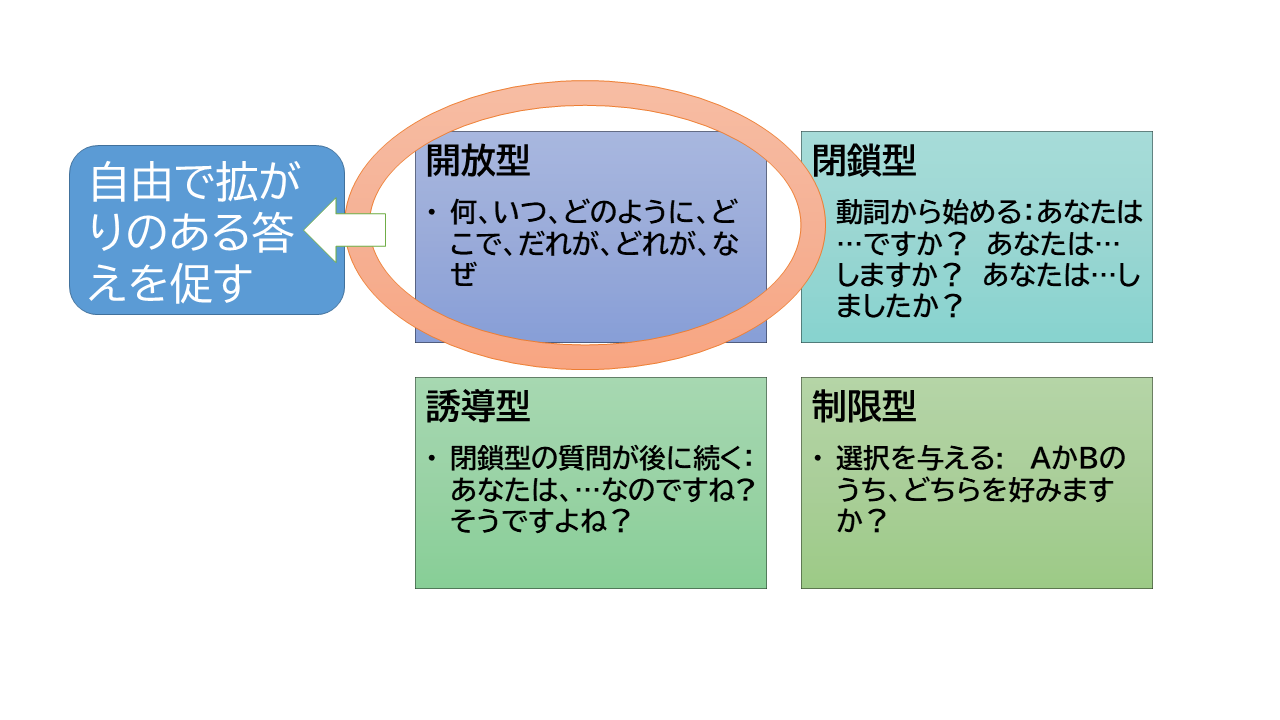 自由で拡が
りのある答
えを促す
開放型
• 何、いつ、どのように、ど
こで、だれが、どれが、な
ぜ
閉鎖型
動詞から始める：あなたは
…ですか？　あなたは…
しますか？　あなたは…し
ましたか？
誘導型
• 閉鎖型の質問が後に続く：
あなたは、…なのですね？
そうですよね？
制限型
• 選択を与える：　AかBの
うち、どちらを好みます
か？